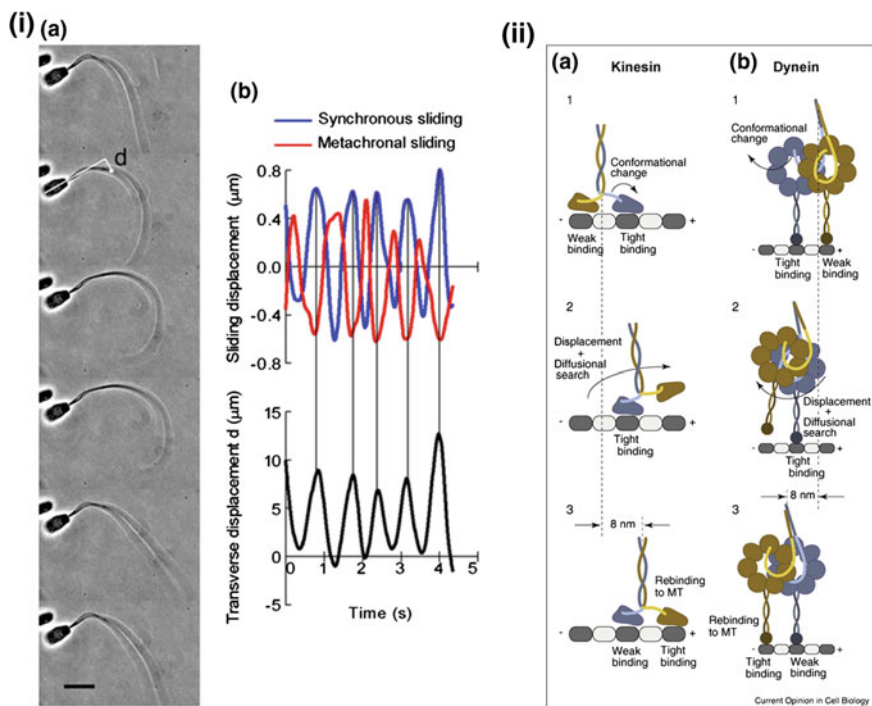 (i)
(a)
d
(b)
Synchronous sliding
Metachronal sliding
Sliding displacement (μm)
0.8
0.4
0.0
-0.4
-0.8
Transverse displacement d (μm)
15
10
5
0
-5
0 1 2 3 4 5
Time (s)
(ii)
(a)
Kinesin
1
Conformational
change
- +
Weak
binding
Tight
binding
2
Displacement
+
Diffusional
search
Tight
binding
8 nm
3
Rebinding
to MT
- +
Weak
binding
Tight
binding
(b)
Dynein
1
Conformational
change
- +
Tight
binding
Weak
binding
2
Displacement
+
Diffusional
search
Tight
binding
8 nm
3
Rebinding
to MT
- +
Tight
binding
Weak
binding
Current Opinion in Cell Biology